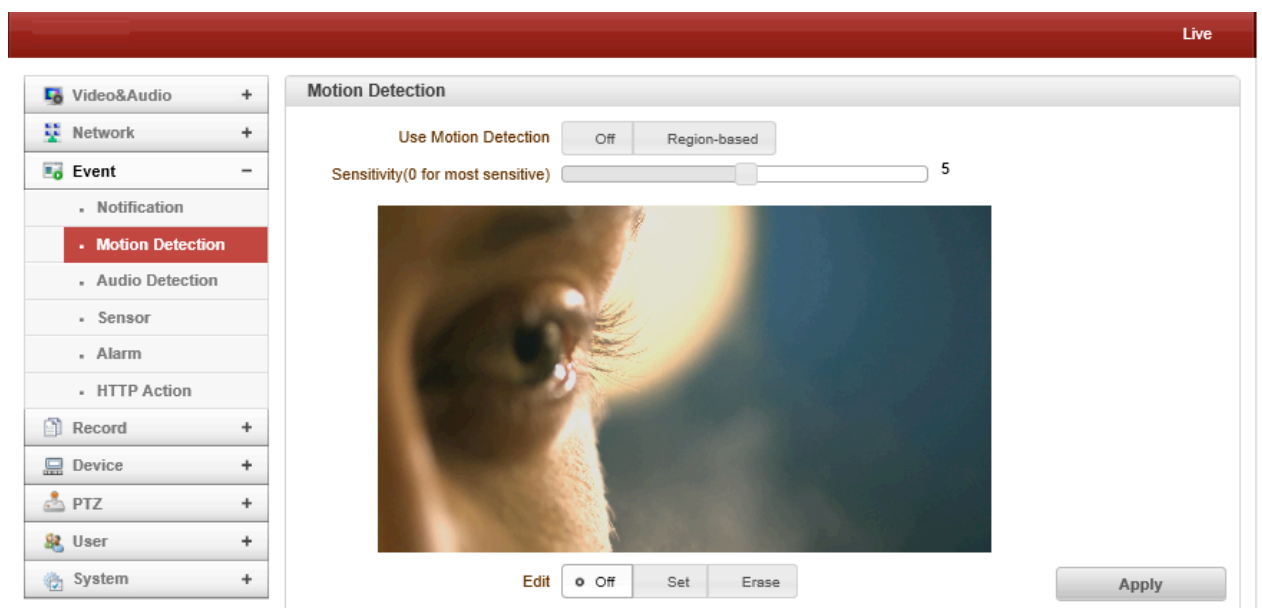 Live
Video&Audio +
Network +
Event −
Notification
Motion Detection
Audio Detection
Sensor
Alarm
HTTP Action
Record +
Device +
PTZ +
User +
System +
Motion Detection
Use Motion Detection Off Region-based
Sensitivity(0 for most sensitive) 5
Edit Off Set Erase
Apply